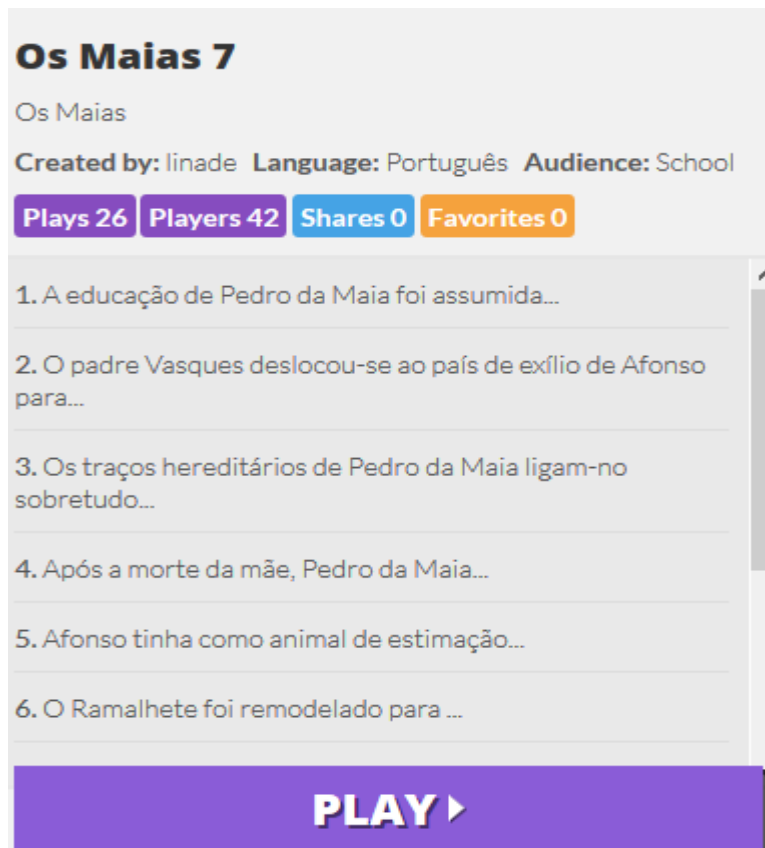 Os Maias 7
Os Maias
Created by: linade Language: Português Audience: School
Plays 26 Players 42 Shares 0 Favorites 0
1. A educação de Pedro da Maia foi assumida...
2. O padre Vasques deslocou-se ao país de exílio de Afonso
para...
3. Os traços hereditários de Pedro da Maia ligam-no
sobretudo...
4. Após a morte da mãe, Pedro da Maia...
5. Afonso tinha como animal de estimação...
6. O Ramalhete foi remodelado para ...
PLAY